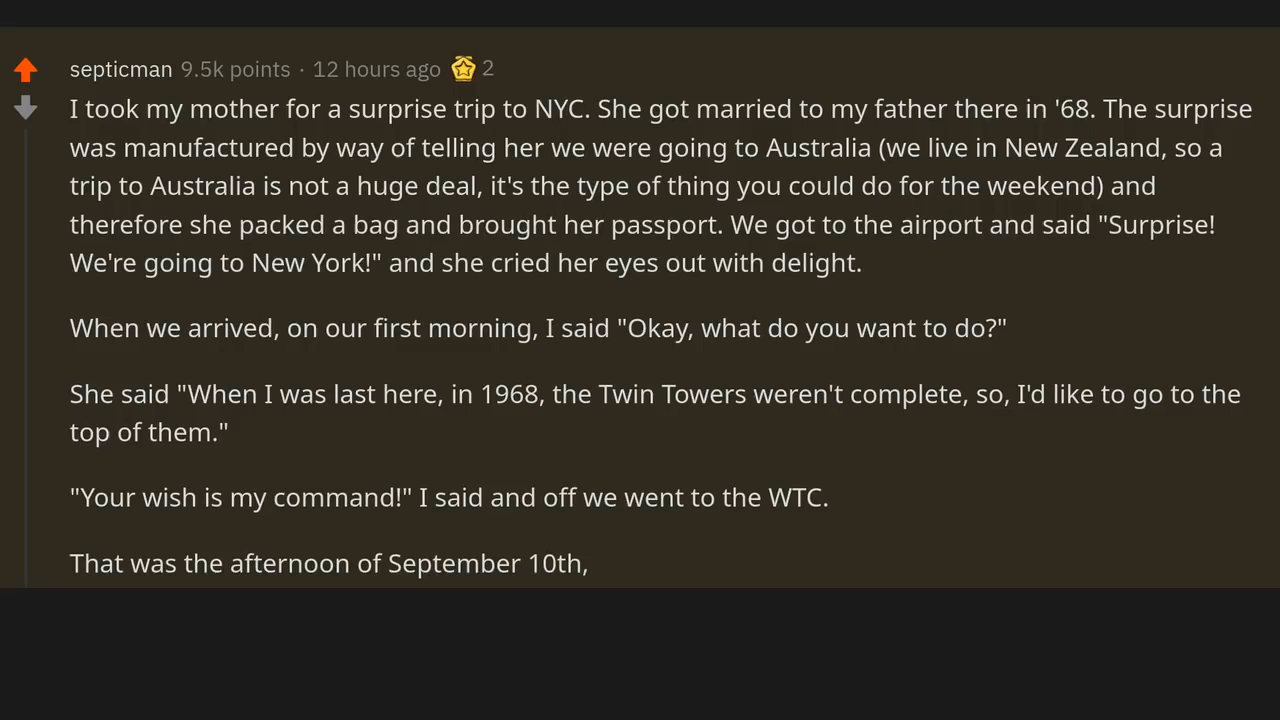 septicman 9.5k points · 12 hours ago 2
I took my mother for a surprise trip to NYC. She got married to my father there in '68. The surprise
was manufactured by way of telling her we were going to Australia (we live in New Zealand, so a
trip to Australia is not a huge deal, it's the type of thing you could do for the weekend) and
therefore she packed a bag and brought her passport. We got to the airport and said "Surprise!
We're going to New York!" and she cried her eyes out with delight.
When we arrived, on our first morning, I said "Okay, what do you want to do?"
She said "When I was last here, in 1968, the Twin Towers weren't complete, so, I'd like to go to the
top of them."
"Your wish is my command!" I said and off we went to the WTC.
That was the afternoon of September 10th,